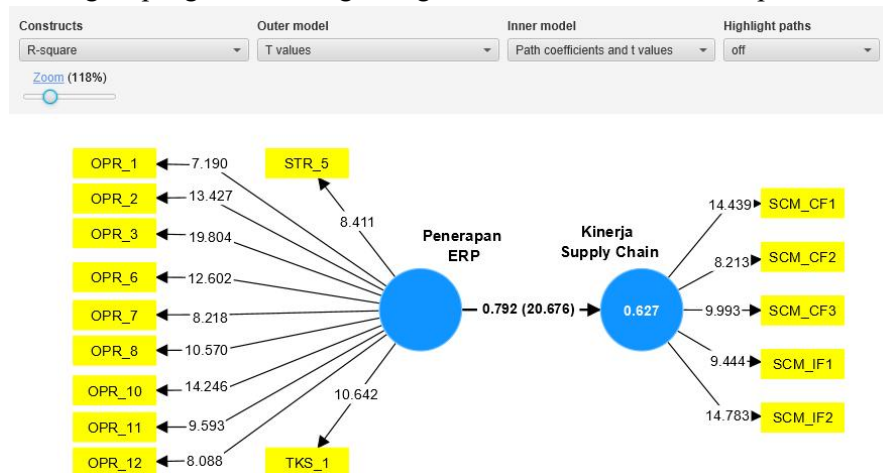 Constructs
Outer model
Inner model
Highlight paths
R-square
T values
Path coefficients and t values
off
Zoom (118%)
OPR_1
7.190
STR_5
OPR_2
13.427
8.411
OPR_3
19.804
Penerapan
ERP
Kinerja
Supply Chain
14.439
SCM_CF1
8.213
SCM_CF2
OPR_6
12.602
OPR_7
8.218
0.792 (20.676)
0.627
9.993
SCM_CF3
OPR_8
10.570
9.444
SCM_IF1
OPR_10
14.246
10.642
OPR_11
9.593
14.783
SCM_IF2
OPR_12
8.088
TKS_1